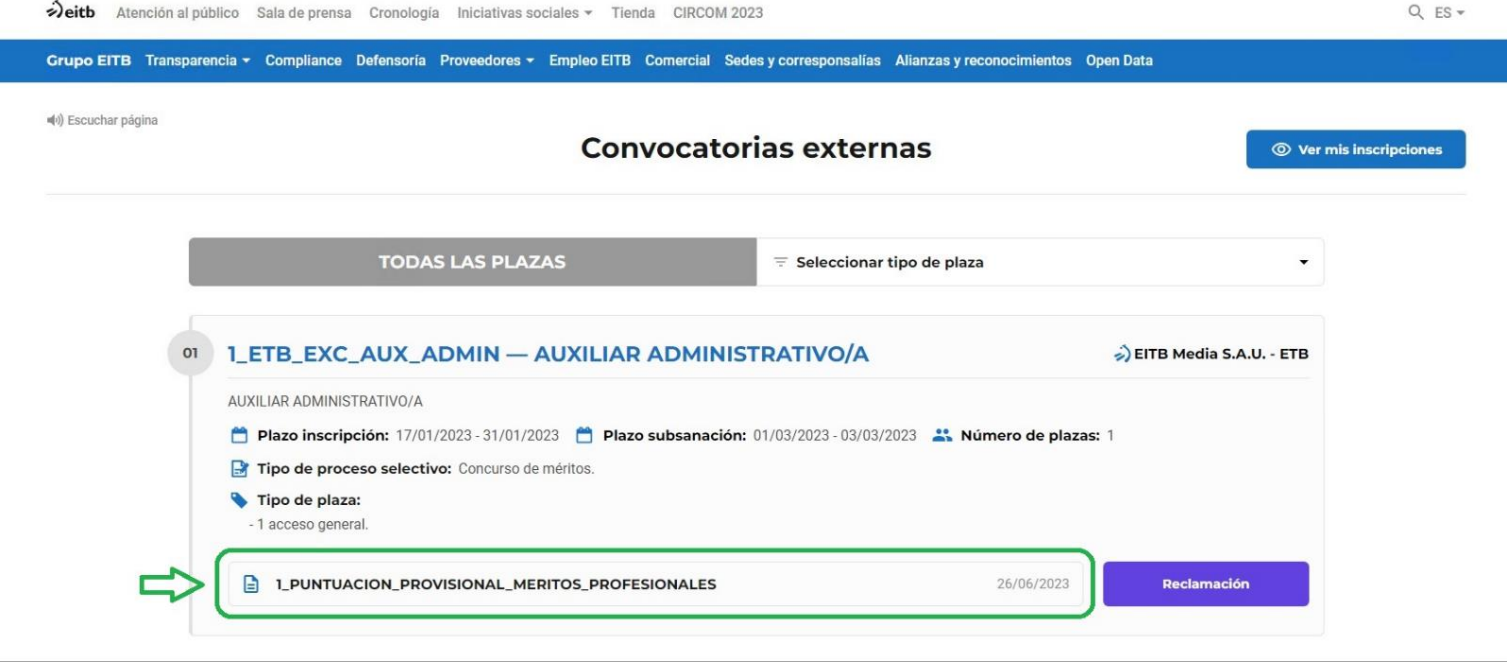 eitb Atención al público Sala de prensa Cronología Iniciativas sociales Tienda CIRCOM 2023 ES
Grupo EITB Transparencia Compliance Defensoría Proveedores Empleo EITB Comercial Sedes y corresponsalías Alianzas y reconocimientos Open Data
Escuchar página
Convocatorias externas
Ver mis inscripciones
TODAS LAS PLAZAS
Seleccionar tipo de plaza
01 1_ETB_EXC_AUX_ADMIN — AUXILIAR ADMINISTRATIVO/A eitb EITB Media S.A.U. - ETB
AUXILIAR ADMINISTRATIVO/A
Plazo inscripción: 17/01/2023 - 31/01/2023 Plazo subsanación: 01/03/2023 - 03/03/2023 Número de plazas: 1
Tipo de proceso selectivo: Concurso de méritos.
Tipo de plaza:
- 1 acceso general.
1_PUNTUACION_PROVISIONAL_MERITOS_PROFESIONALES 26/06/2023 Reclamación